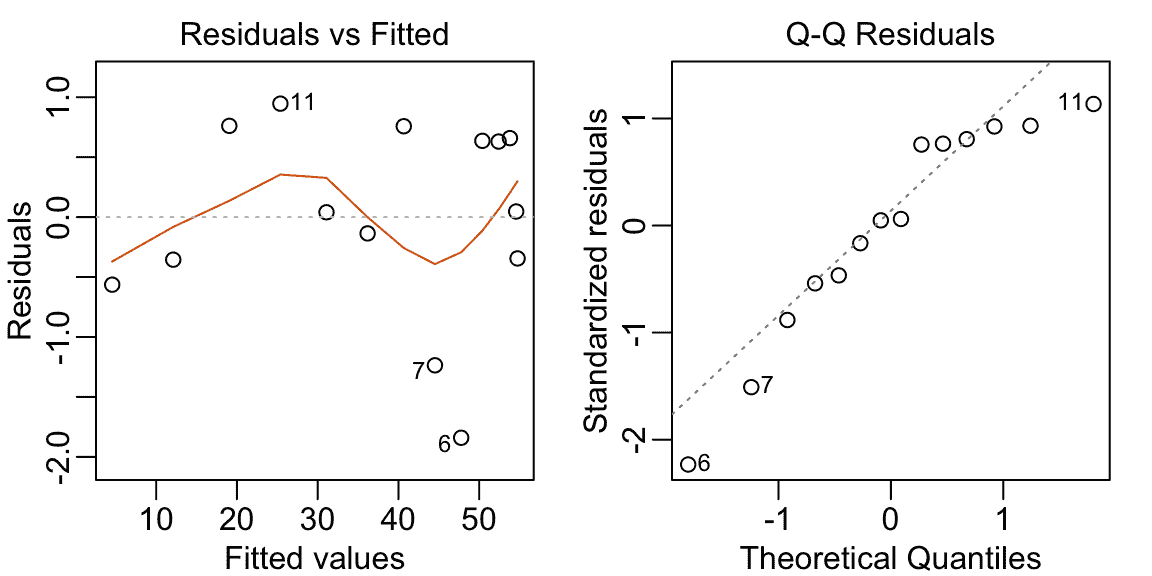 Residuals vs Fitted
Residuals
1.0
0.0
-1.0
-2.0
11
7
6
10 20 30 40 50
Fitted values
Q-Q Residuals
Standardized residuals
1
0
-1
-2
11
7
6
-1 0 1
Theoretical Quantiles